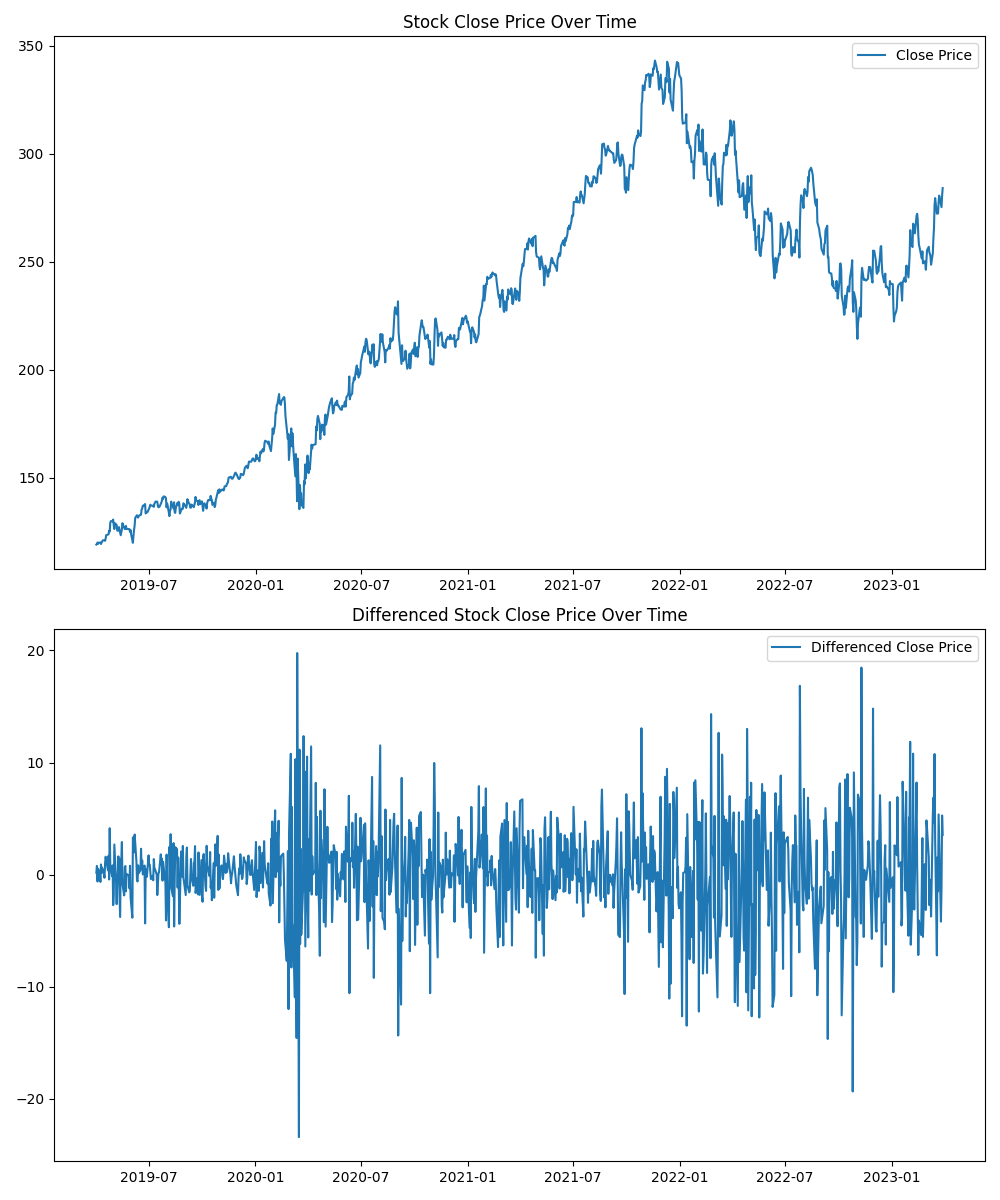 Stock Close Price Over Time
Close Price
350
300
250
200
150
2019-07 2020-01 2020-07 2021-01 2021-07 2022-01 2022-07 2023-01
Differenced Stock Close Price Over Time
Differenced Close Price
20
10
0
−10
−20
2019-07 2020-01 2020-07 2021-01 2021-07 2022-01 2022-07 2023-01